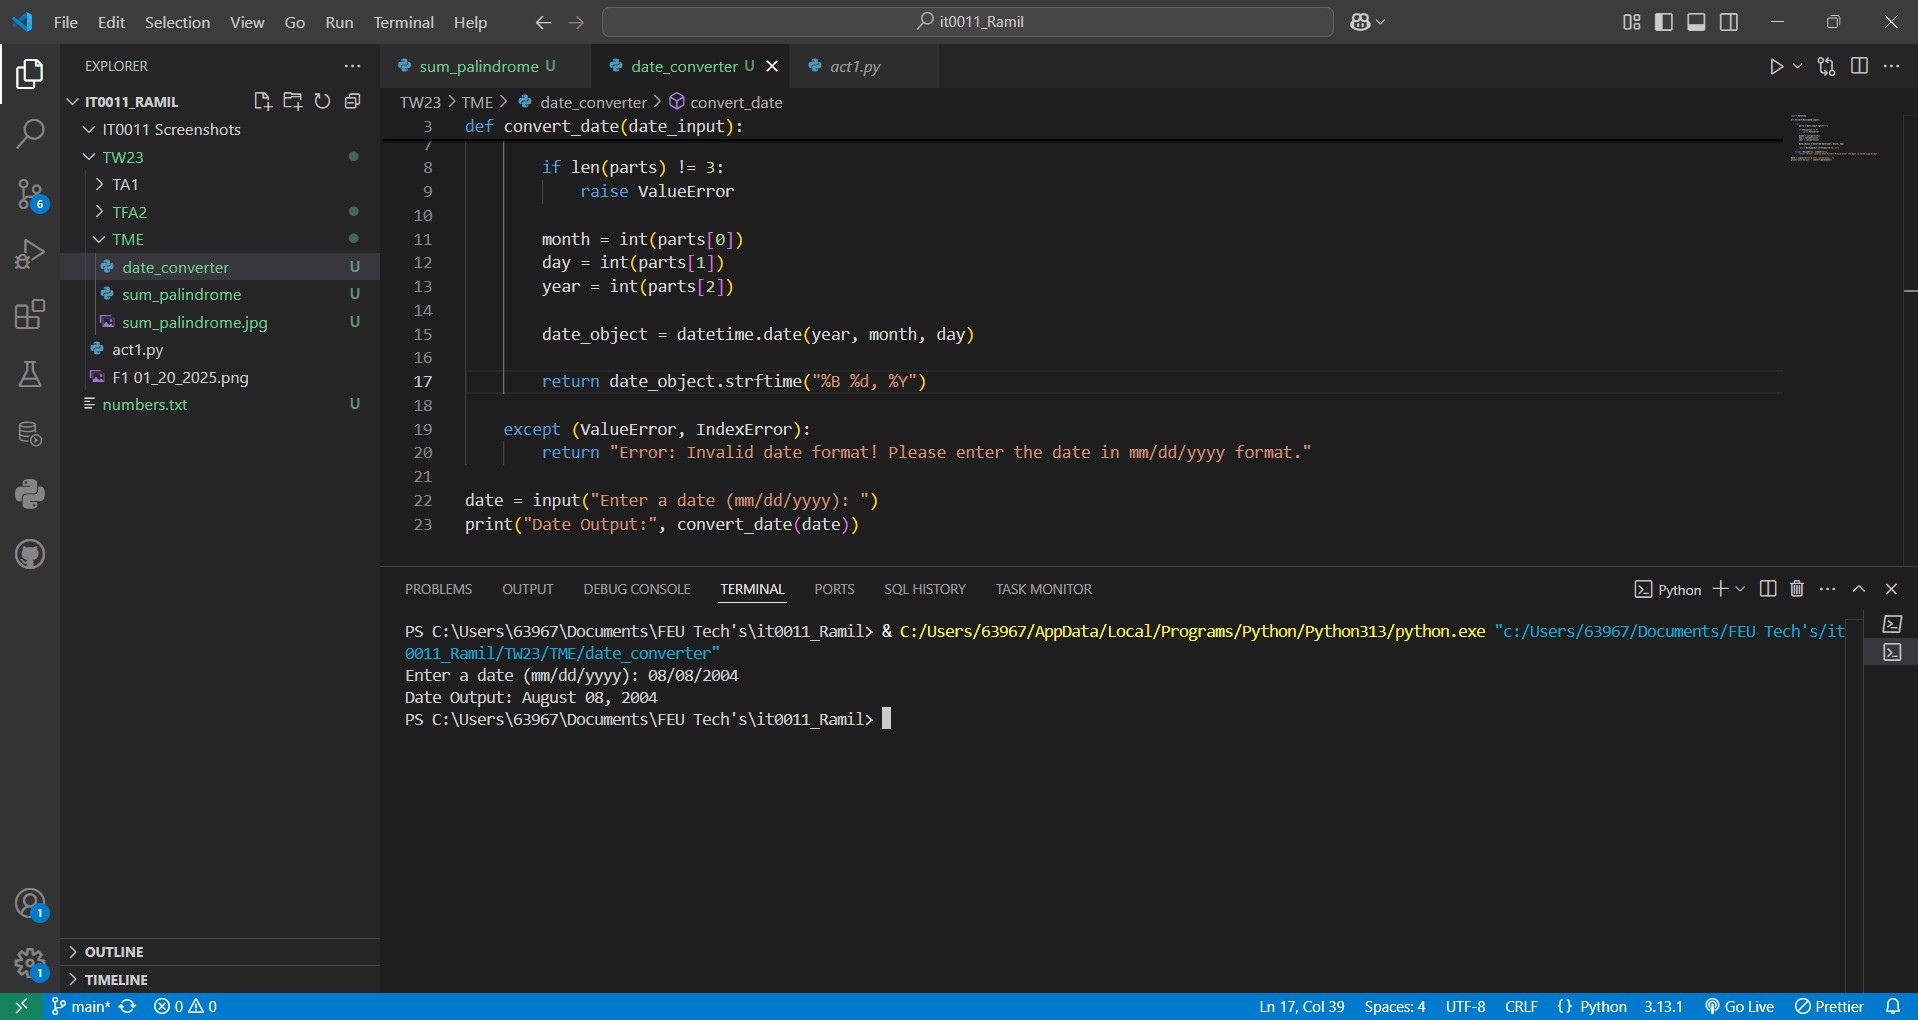 File Edit Selection View Go Run Terminal Help
it0011_Ramil
EXPLORER
IT0011_RAMIL
IT0011 Screenshots
TW23
TA1
TFA2
TME
date_converter U
sum_palindrome U
sum_palindrome.jpg U
act1.py
F1 01_20_2025.png
numbers.txt U
OUTLINE
TIMELINE
6
1
1
sum_palindrome U date_converter U act1.py
TW23 > TME > date_converter > convert_date
3 def convert_date(date_input):
7
8 if len(parts) != 3:
9 raise ValueError
10
11 month = int(parts[0])
12 day = int(parts[1])
13 year = int(parts[2])
14
15 date_object = datetime.date(year, month, day)
16
17 return date_object.strftime("%B %d, %Y")
18
19 except (ValueError, IndexError):
20 return "Error: Invalid date format! Please enter the date in mm/dd/yyyy format."
21
22 date = input("Enter a date (mm/dd/yyyy): ")
23 print("Date Output:", convert_date(date))
PROBLEMS OUTPUT DEBUG CONSOLE TERMINAL PORTS SQL HISTORY TASK MONITOR Python
PS C:\Users\63967\Documents\FEU Tech's\it0011_Ramil> & C:/Users/63967/AppData/Local/Programs/Python/Python313/python.exe "c:/Users/63967/Documents/FEU Tech's/it
0011_Ramil/TW23/TME/date_converter"
Enter a date (mm/dd/yyyy): 08/08/2004
Date Output: August 08, 2004
PS C:\Users\63967\Documents\FEU Tech's\it0011_Ramil>
main* 0 0 Ln 17, Col 39 Spaces: 4 UTF-8 CRLF {} Python 3.13.1 Go Live Prettier